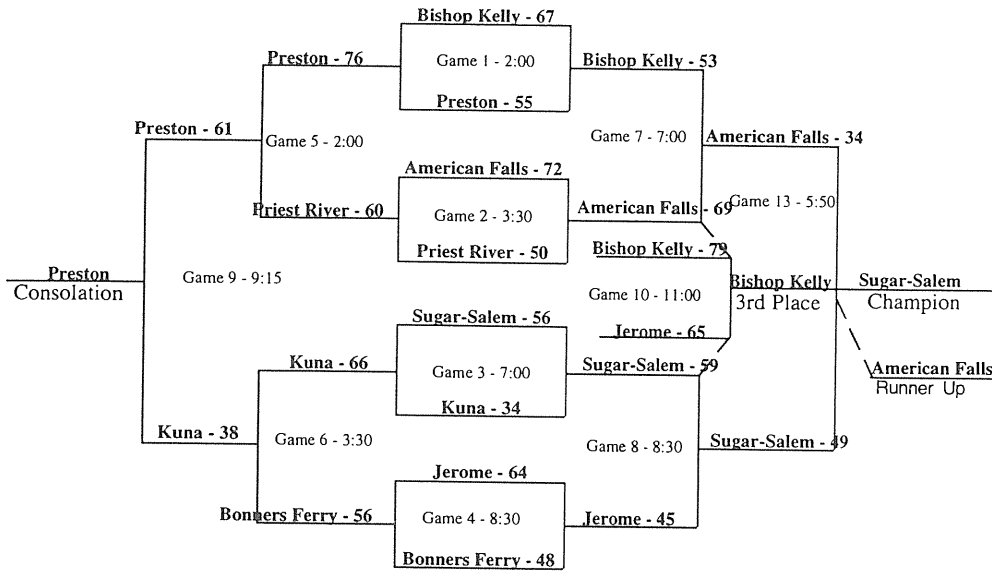 Bishop Kelly - 67
Preston - 76
Game 1 - 2:00
Bishop Kelly - 53
Preston - 55
Preston - 61
Game 5 - 2:00
Game 7 - 7:00
American Falls - 34
American Falls - 72
Priest River - 60
Game 2 - 3:30
American Falls - 69
Game 13 - 5:50
Priest River - 50
Bishop Kelly - 79
Preston
Consolation
Game 9 - 9:15
Game 10 - 11:00
Bishop Kelly
3rd Place
Sugar-Salem
Champion
Sugar-Salem - 56
Jerome - 65
Kuna - 66
Game 3 - 7:00
Sugar-Salem - 59
American Falls
Runner Up
Kuna - 34
Kuna - 38
Game 6 - 3:30
Game 8 - 8:30
Sugar-Salem - 49
Jerome - 64
Bonners Ferry - 56
Game 4 - 8:30
Jerome - 45
Bonners Ferry - 48